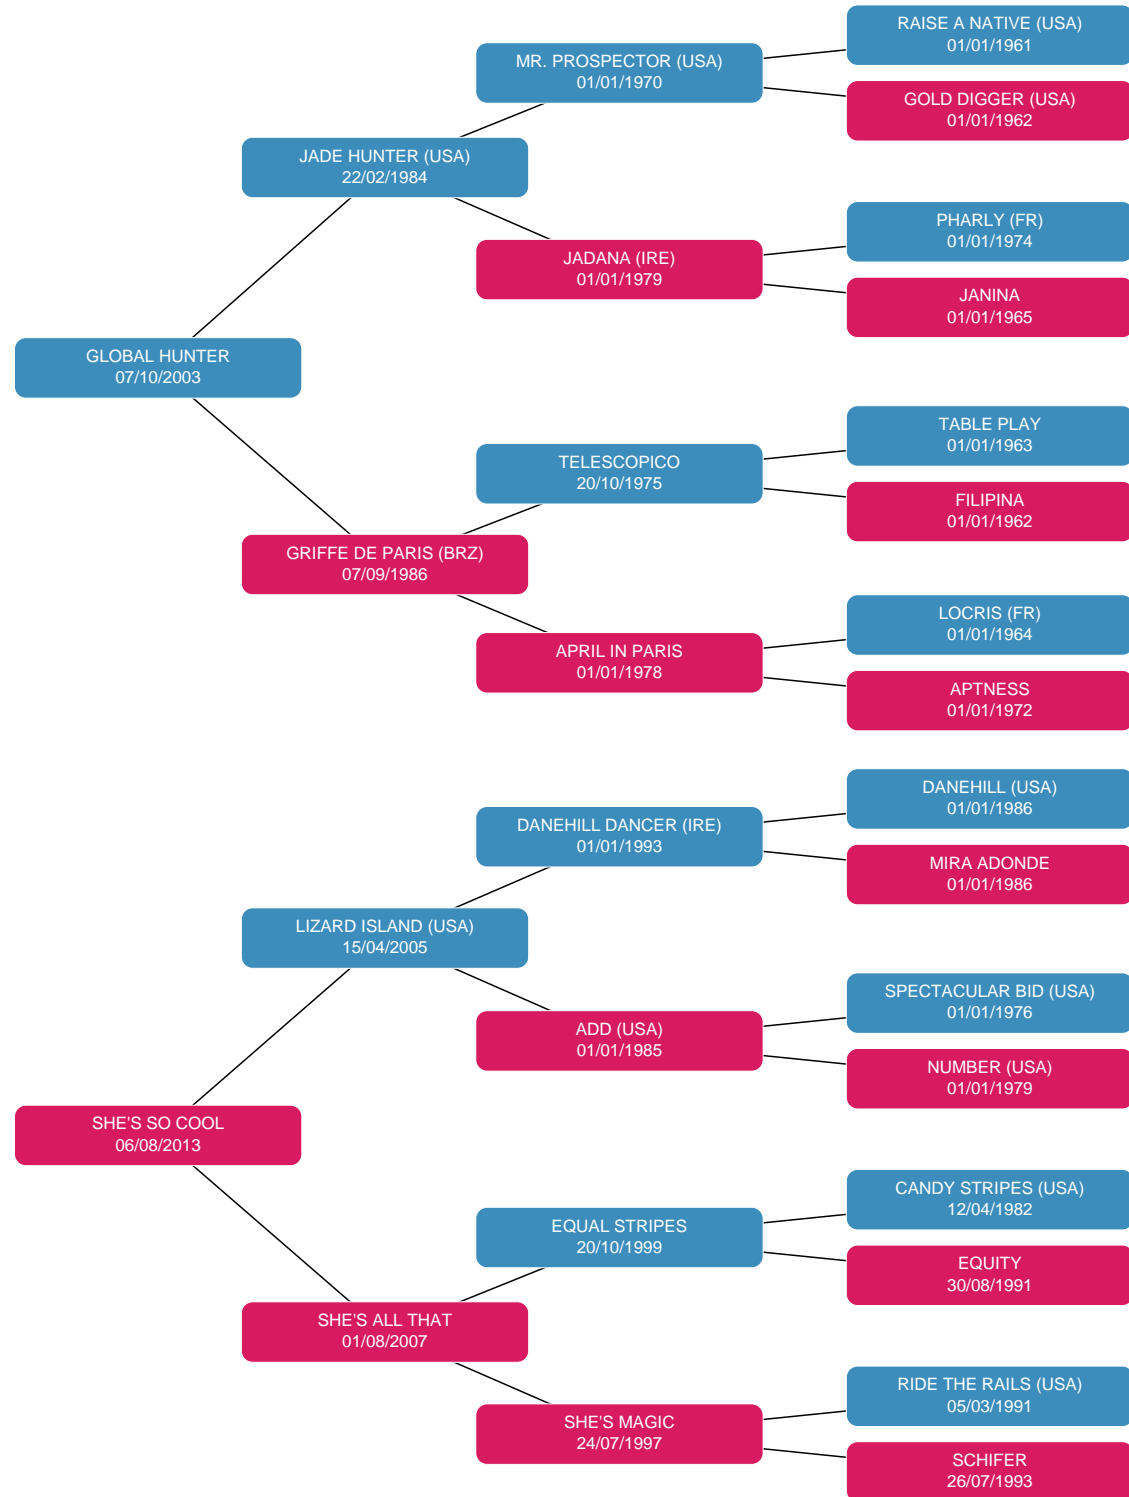 RAISE A NATIVE (USA)
01/01/1961
MR. PROSPECTOR (USA)
01/01/1970
GOLD DIGGER (USA)
01/01/1962
JADE HUNTER (USA)
22/02/1984
PHARLY (FR)
01/01/1974
JADANA (IRE)
01/01/1979
JANINA
01/01/1965
GLOBAL HUNTER
07/10/2003
TABLE PLAY
01/01/1963
TELESCOPICO
20/10/1975
FILIPINA
01/01/1962
GRIFFE DE PARIS (BRZ)
07/09/1986
LOCRIS (FR)
01/01/1964
APRIL IN PARIS
01/01/1978
APTNESS
01/01/1972
DANEHILL (USA)
01/01/1986
DANEHILL DANCER (IRE)
01/01/1993
MIRA ADONDE
01/01/1986
LIZARD ISLAND (USA)
15/04/2005
SPECTACULAR BID (USA)
01/01/1976
ADD (USA)
01/01/1985
NUMBER (USA)
01/01/1979
SHE'S SO COOL
06/08/2013
CANDY STRIPES (USA)
12/04/1982
EQUAL STRIPES
20/10/1999
EQUITY
30/08/1991
SHE'S ALL THAT
01/08/2007
RIDE THE RAILS (USA)
05/03/1991
SHE'S MAGIC
24/07/1997
SCHIFER
26/07/1993